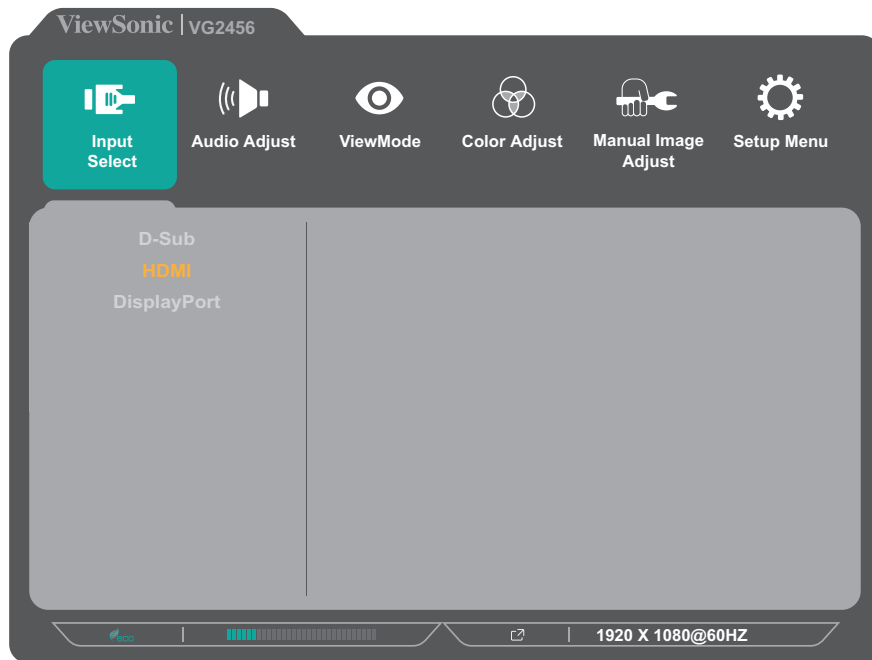 ViewSonic | VG2456
Input
Select
Audio Adjust
ViewMode
Color Adjust
Manual Image
Adjust
Setup Menu
D-Sub
HDMI
DisplayPort
eco
1920 X 1080@60HZ